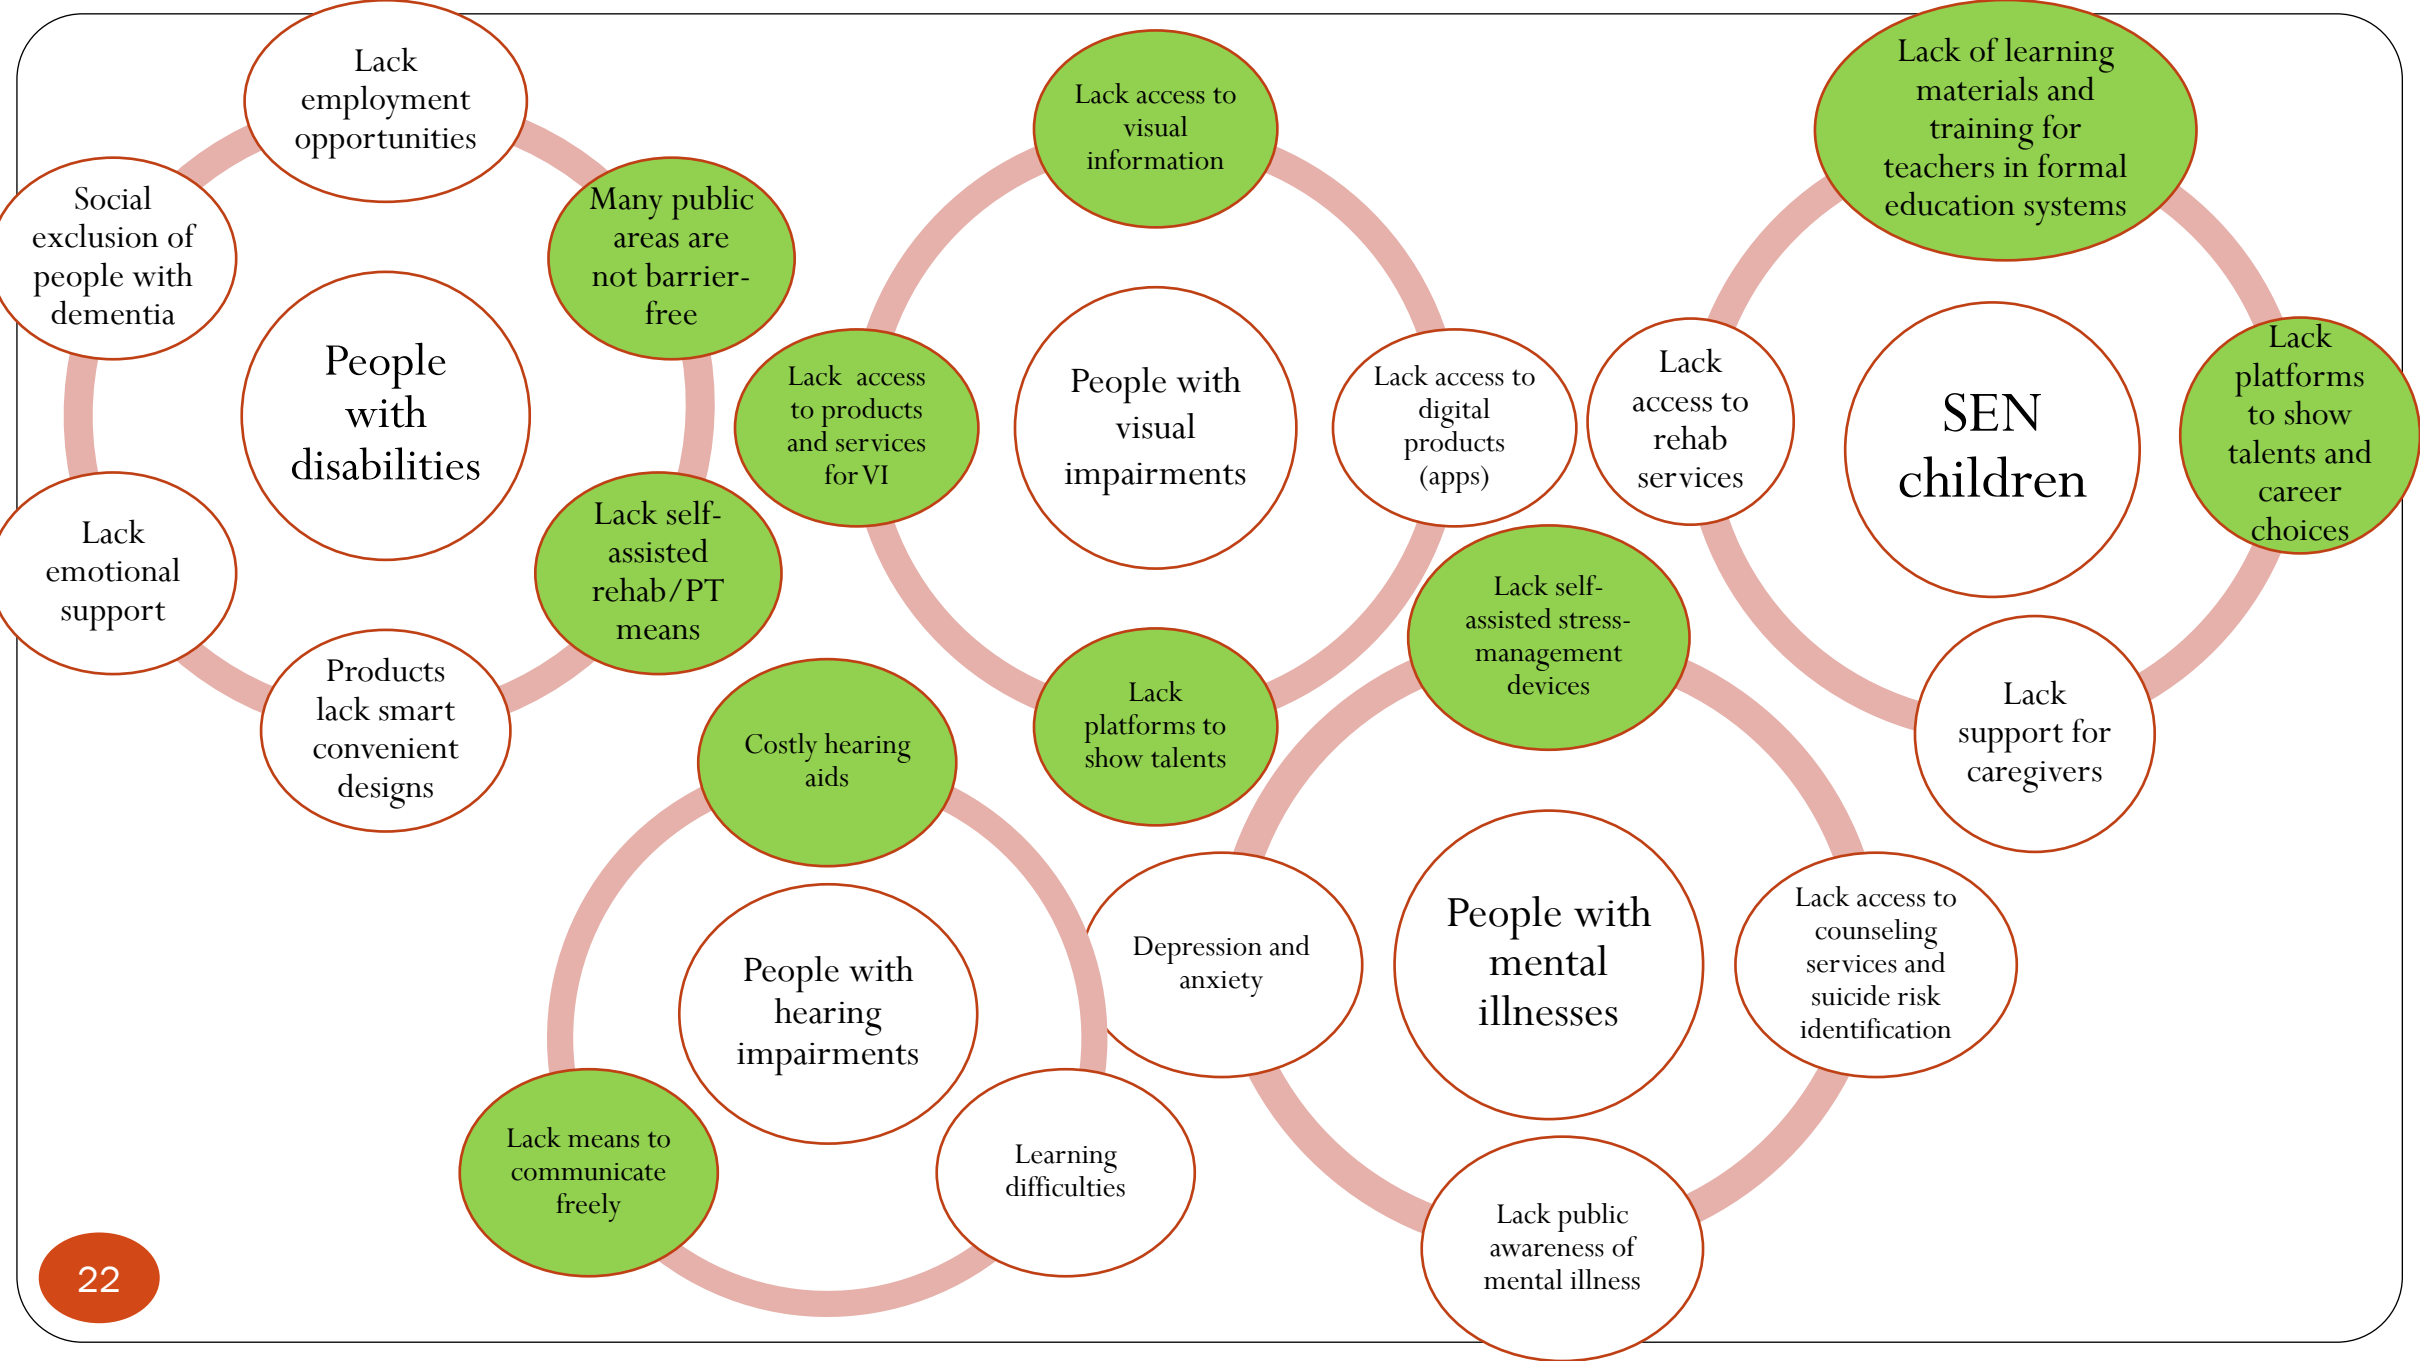 Lack
employment
opportunities
Many public
areas are
not barrier-
free
Lack self-
assisted
rehab/PT
means
Products
lack smart
convenient
designs
Lack
emotional
support
Social
exclusion of
people with
dementia
People
with
disabilities
Lack access to
visual
information
Lack access to
digital
products
(apps)
Lack
platforms to
show talents
Lack  access
to products
and services
for VI
People with
visual
impairments
Lack of learning
materials and
training for
teachers in formal
education systems
Lack
platforms
to show
talents and
career
choices
Lack
support for
caregivers
Lack
access to
rehab
services
SEN
children
Costly hearing
aids
Learning
difficulties
Lack means to
communicate
freely
People with
hearing
impairments
Lack self-
assisted stress-
management
devices
Lack access to
counseling
services and
suicide risk
identification
Lack public
awareness of
mental illness
Depression and
anxiety
People with
mental
illnesses
22